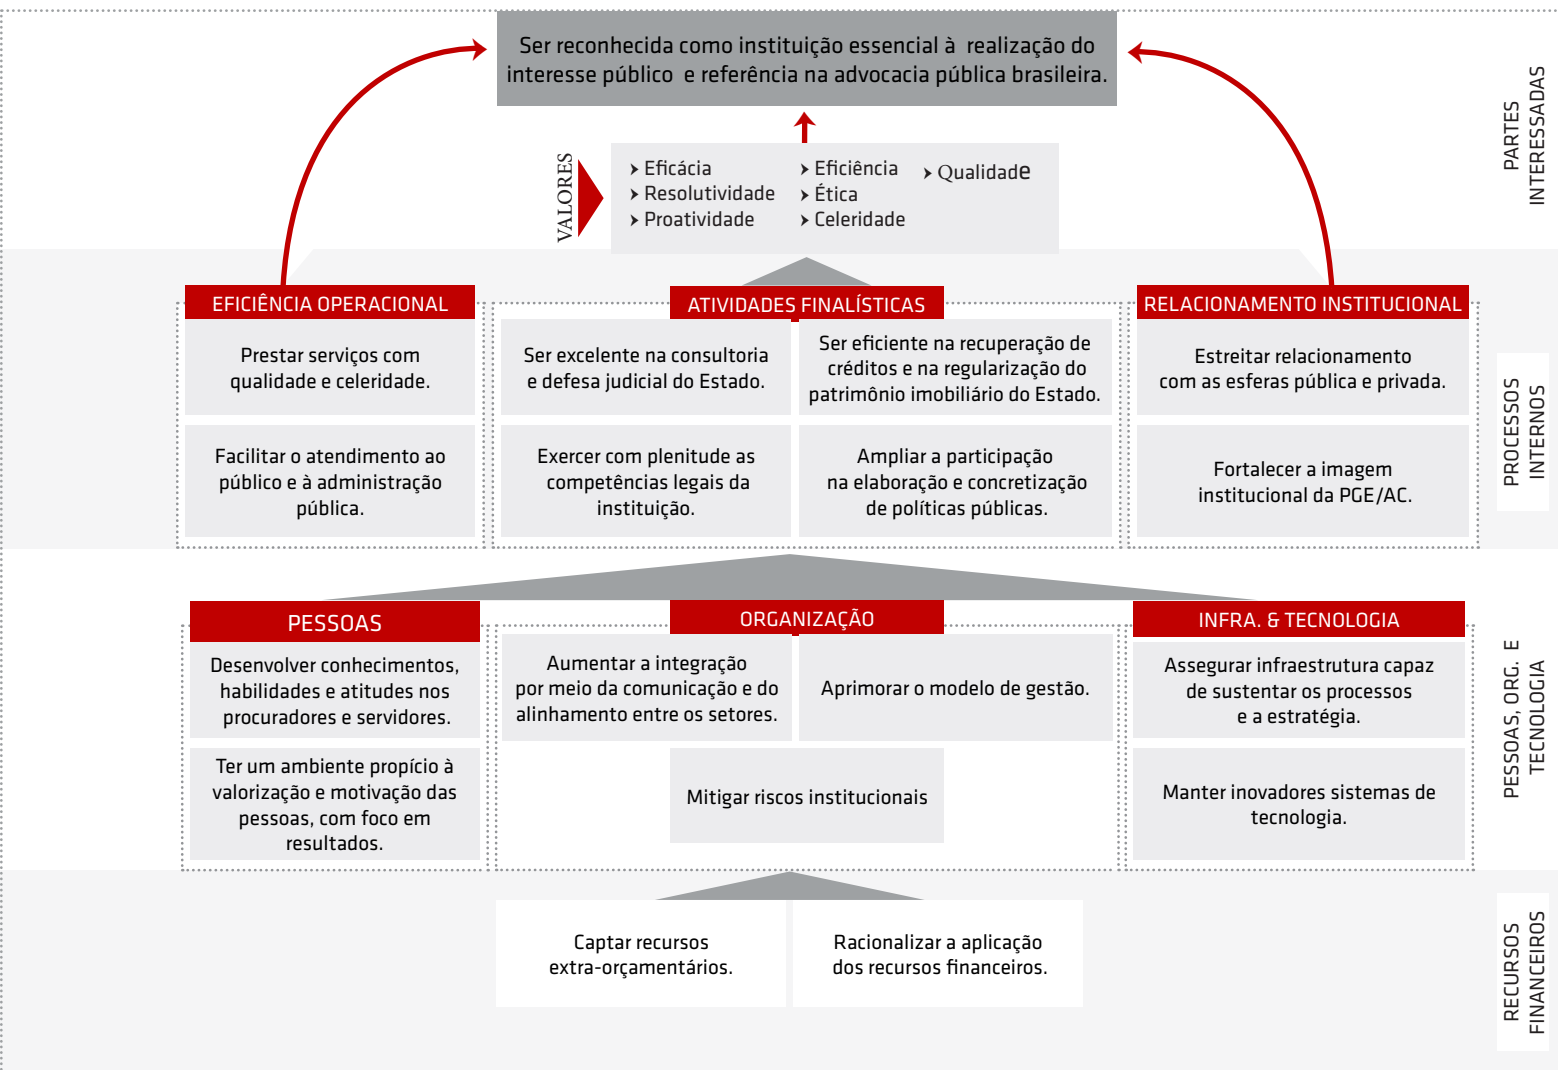 Ser reconhecida como instituição essencial à realização do
interesse público e referência na advocacia pública brasileira.
PARTES
INTERESSADAS
VALORES
Eficácia
Resolutividade
Proatividade
Eficiência
Ética
Celeridade
Qualidade
EFICIÊNCIA OPERACIONAL
Prestar serviços com
qualidade e celeridade.
Facilitar o atendimento ao
público e à administração
pública.
ATIVIDADES FINALÍSTICAS
Ser excelente na consultoria
e defesa judicial do Estado.
Ser eficiente na recuperação de
créditos e na regularização do
patrimônio imobiliário do Estado.
Exercer com plenitude as
competências legais da
instituição.
Ampliar a participação
na elaboração e concretização
de políticas públicas.
RELACIONAMENTO INSTITUCIONAL
Estreitar relacionamento
com as esferas pública e privada.
Fortalecer a imagem
institucional da PGE/AC.
PROCESSOS
INTERNOS
PESSOAS
Desenvolver conhecimentos,
habilidades e atitudes nos
procuradores e servidores.
Ter um ambiente propício à
valorização e motivação das
pessoas, com foco em
resultados.
ORGANIZAÇÃO
Aumentar a integração
por meio da comunicação e do
alinhamento entre os setores.
Aprimorar o modelo de gestão.
Mitigar riscos institucionais
INFRA. & TECNOLOGIA
Assegurar infraestrutura capaz
de sustentar os processos
e a estratégia.
Manter inovadores sistemas de
tecnologia.
PESSOAS, ORG. E
TECNOLOGIA
Captar recursos
extra-orçamentários.
Racionalizar a aplicação
dos recursos financeiros.
RECURSOS
FINANCEIROS